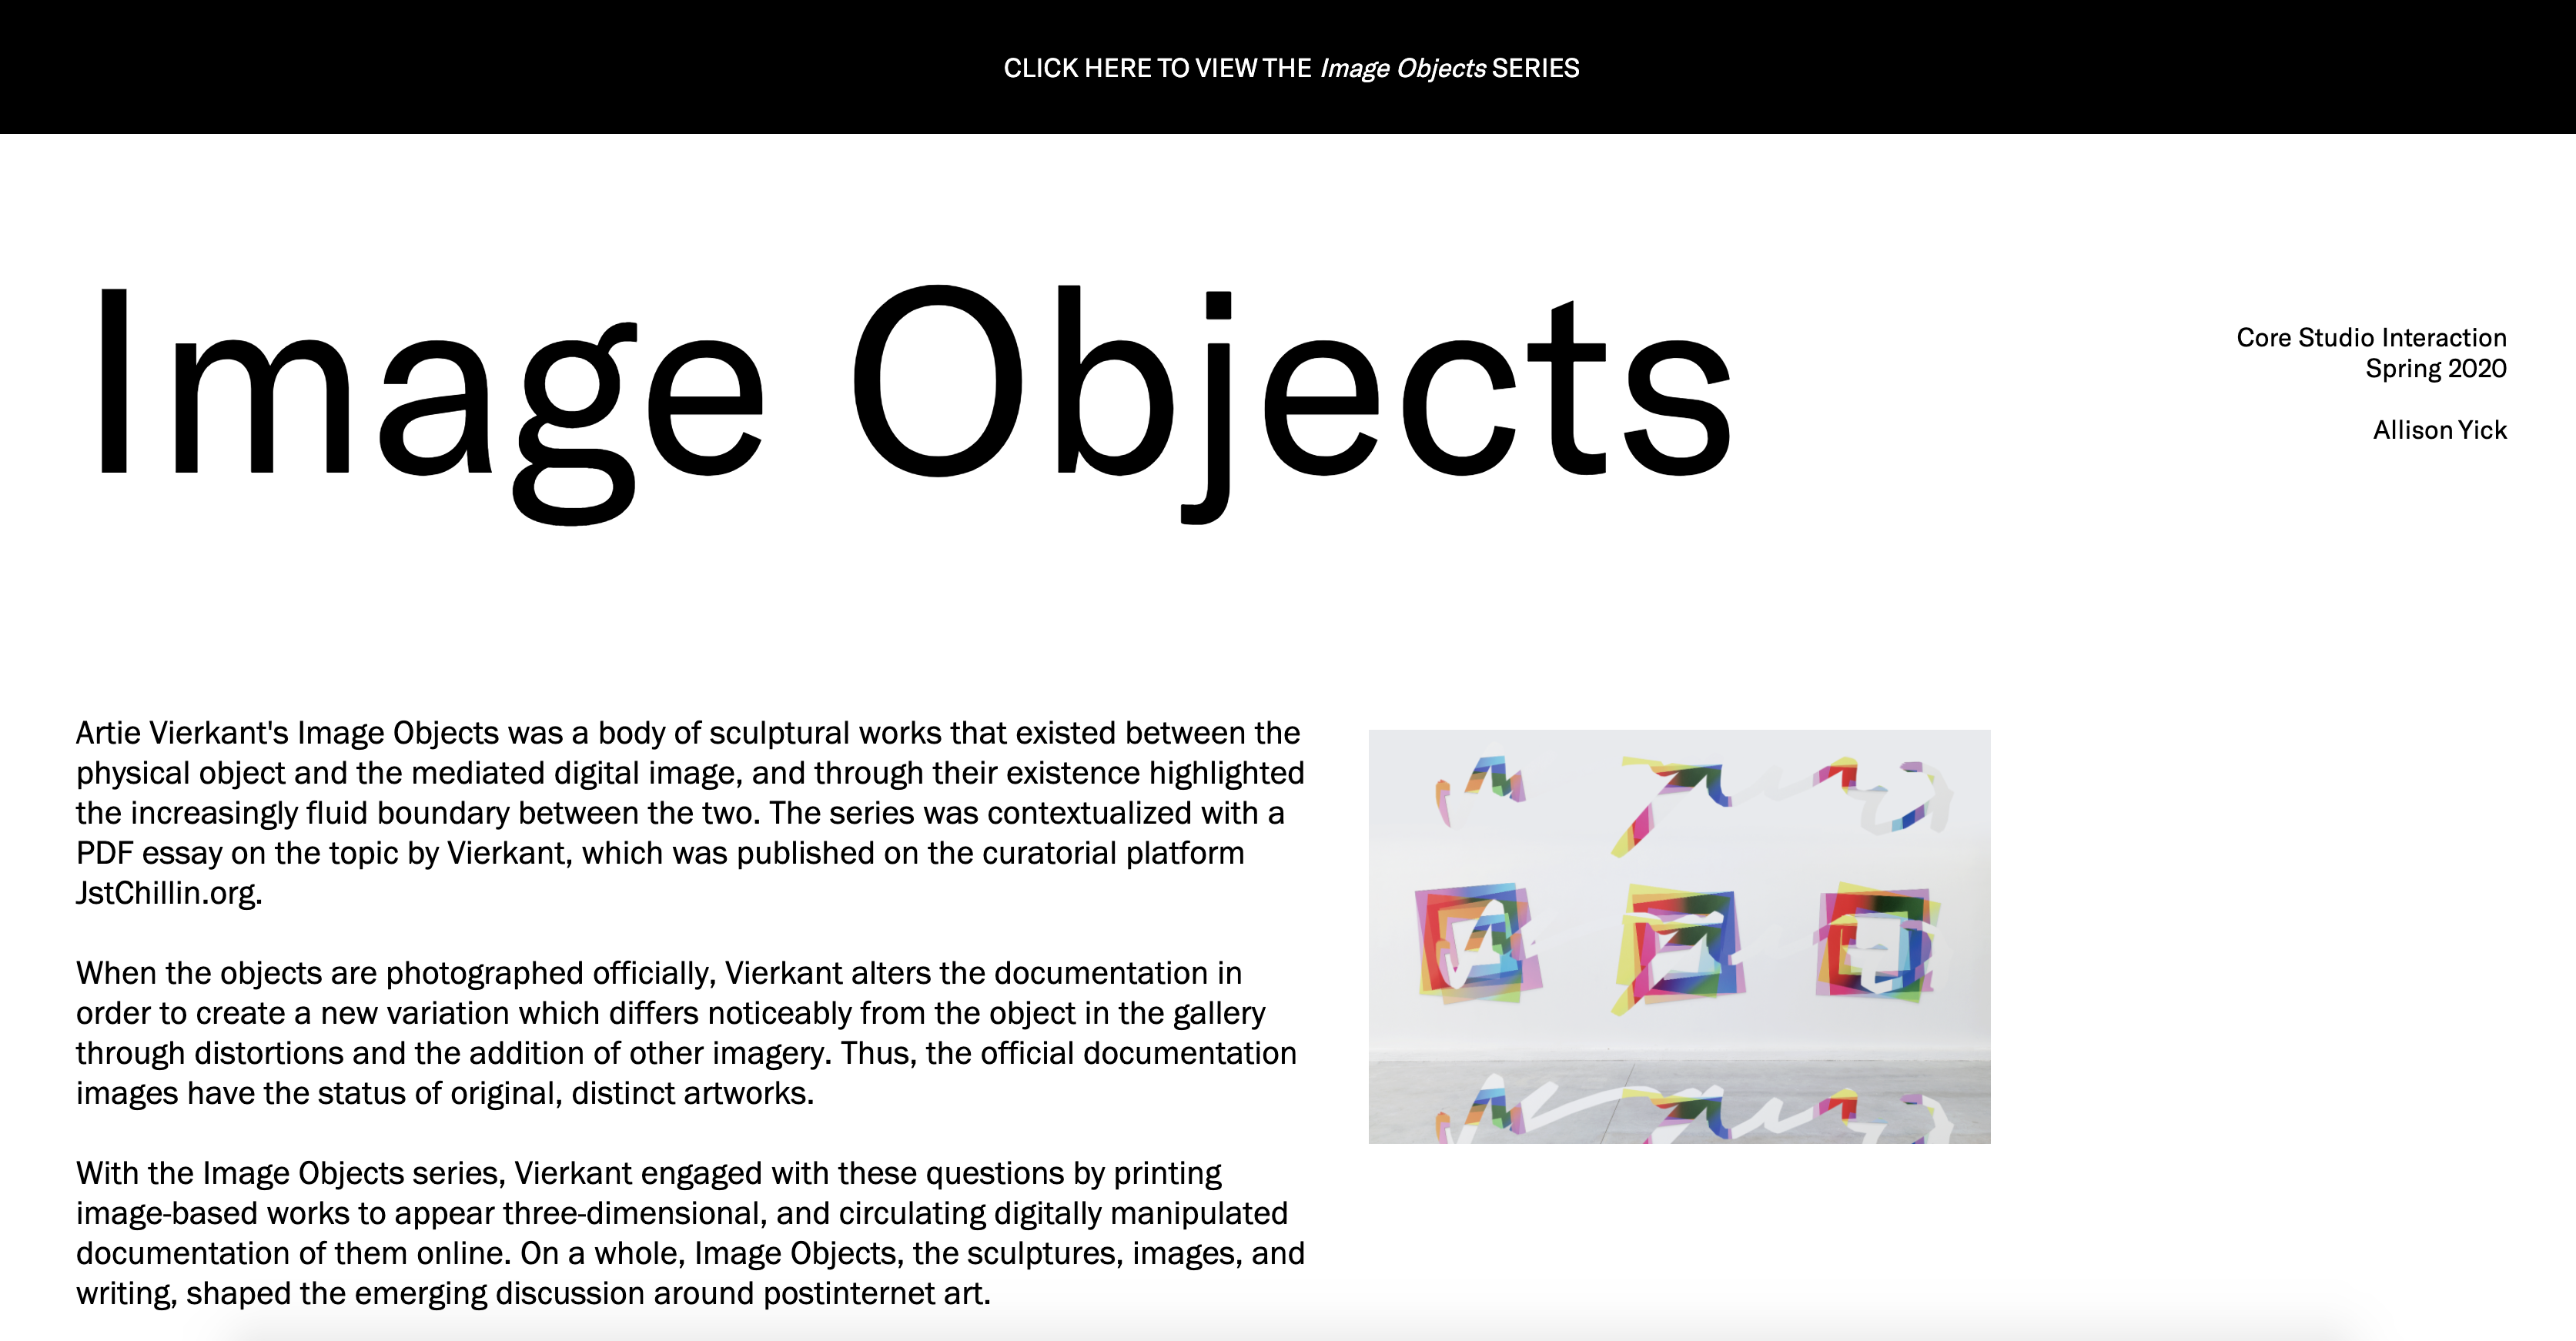 CLICK HERE TO VIEW THE Image Objects SERIES
Image Objects
Core Studio Interaction
Spring 2020
Allison Yick
Artie Vierkant's Image Objects was a body of sculptural works that existed between the
physical object and the mediated digital image, and through their existence highlighted
the increasingly fluid boundary between the two. The series was contextualized with a
PDF essay on the topic by Vierkant, which was published on the curatorial platform
JstChillin.org.
When the objects are photographed officially, Vierkant alters the documentation in
order to create a new variation which differs noticeably from the object in the gallery
through distortions and the addition of other imagery. Thus, the official documentation
images have the status of original, distinct artworks.
With the Image Objects series, Vierkant engaged with these questions by printing
image-based works to appear three-dimensional, and circulating digitally manipulated
documentation of them online. On a whole, Image Objects, the sculptures, images, and
writing, shaped the emerging discussion around postinternet art.